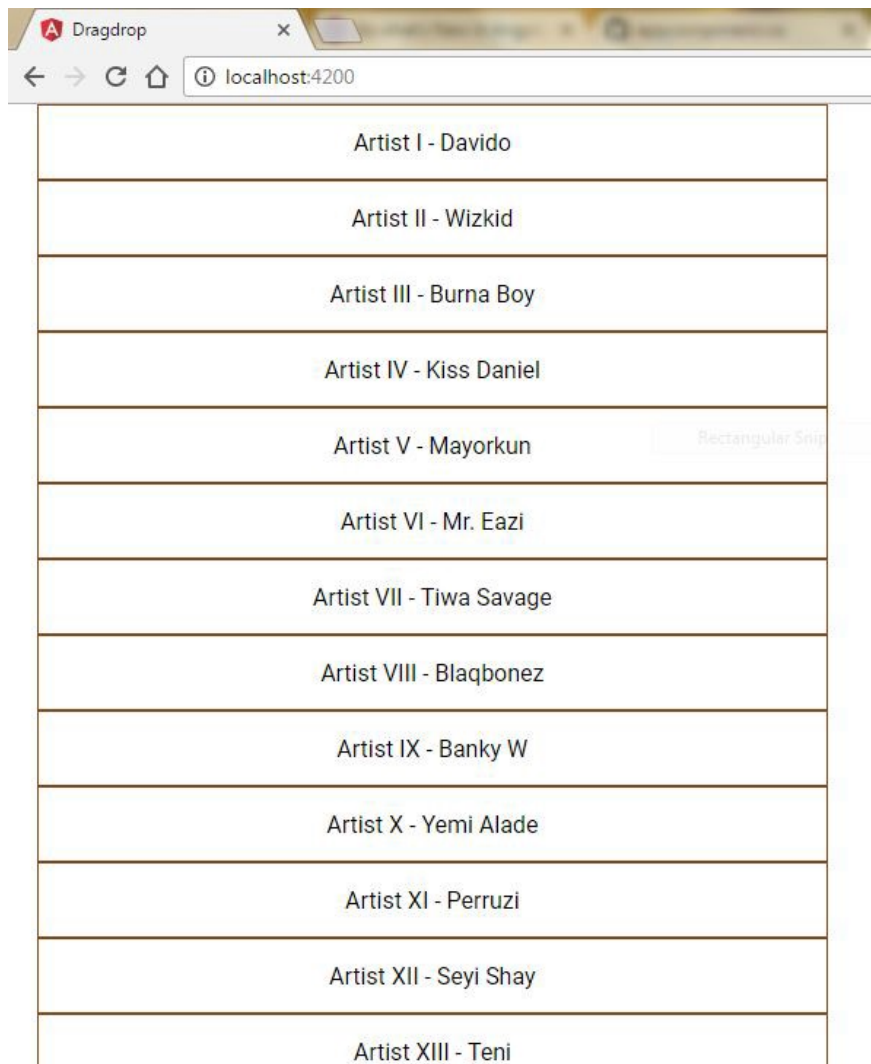 Dragdrop
localhost:4200
Artist I - Davido
Artist II - Wizkid
Artist III - Burna Boy
Artist IV - Kiss Daniel
Artist V - Mayorkun
Rectangular Snip
Artist VI - Mr. Eazi
Artist VII - Tiwa Savage
Artist VIII - Blaqbonez
Artist IX - Banky W
Artist X - Yemi Alade
Artist XI - Perruzi
Artist XII - Seyi Shay
Artist XIII - Teni